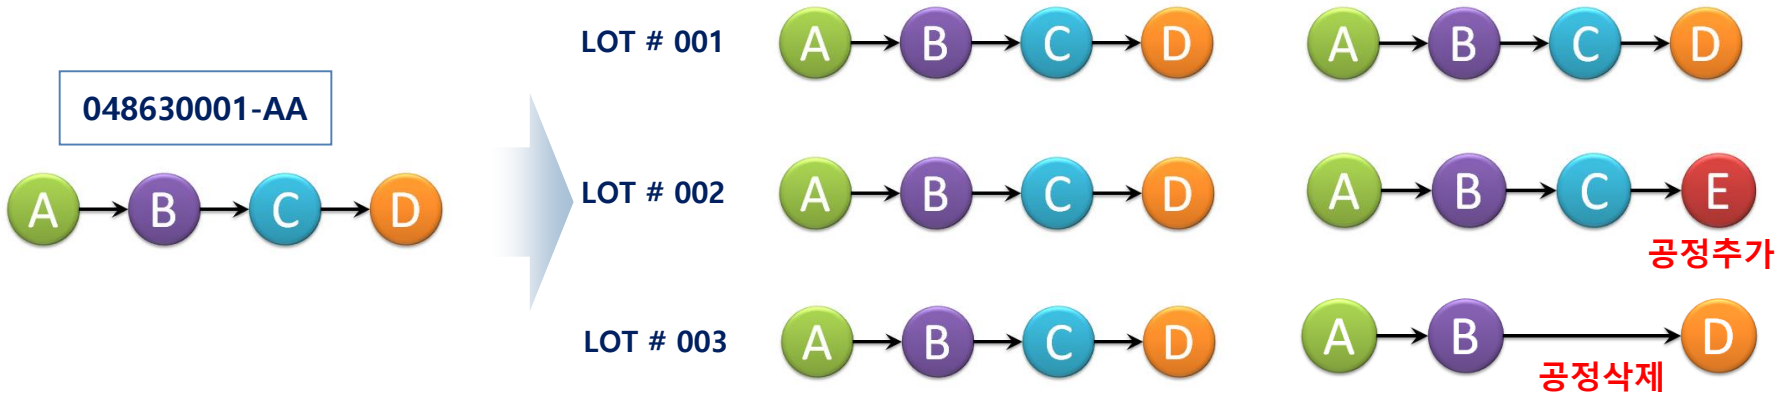 LOT # 001
A B C D
A B C D
048630001-AA
A B C D
LOT # 002
A B C D
A B C E
공정추가
LOT # 003
A B C D
A B D
공정삭제